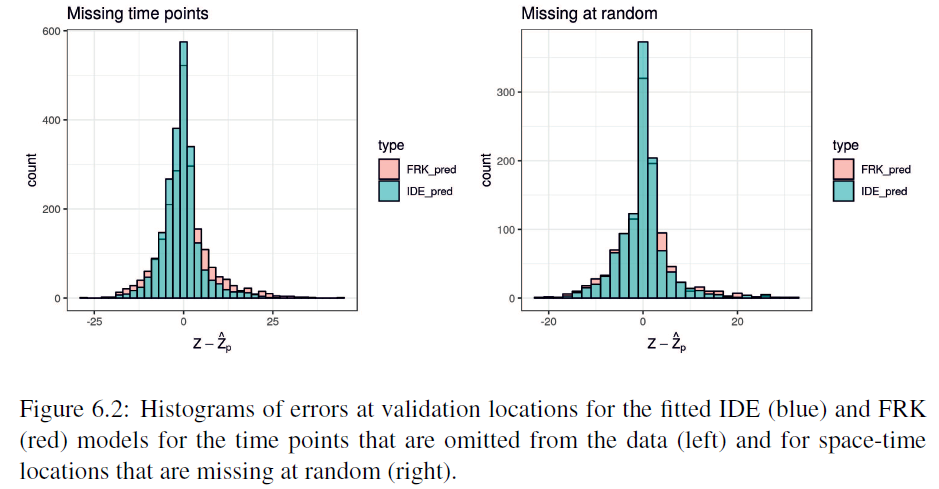 Missing time points
600
400
200
0
count
-25
0
25
Z − Ẑp
type
FRK_pred
IDE_pred
Missing at random
300
200
100
0
count
-20
0
20
Z − Ẑp
type
FRK_pred
IDE_pred
Figure 6.2: Histograms of errors at validation locations for the fitted IDE (blue) and FRK
(red) models for the time points that are omitted from the data (left) and for space-time
locations that are missing at random (right).